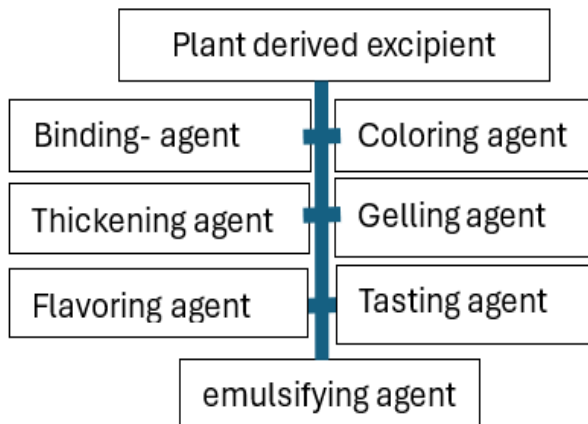 Plant derived excipient
Binding- agent
Coloring agent
Thickening agent
Gelling agent
Flavoring agent
Tasting agent
emulsifying agent